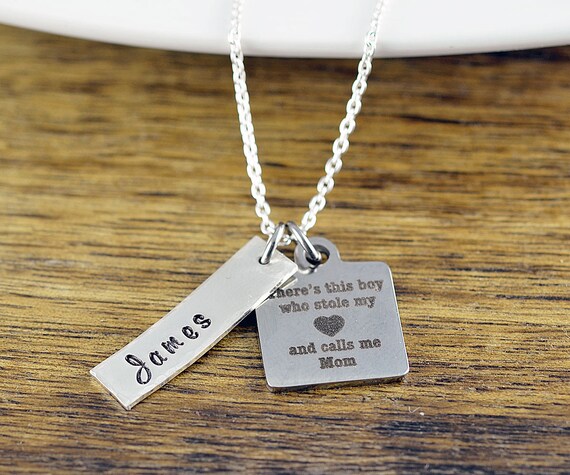 James
There's this boy
who stole my
and calls me
Mom